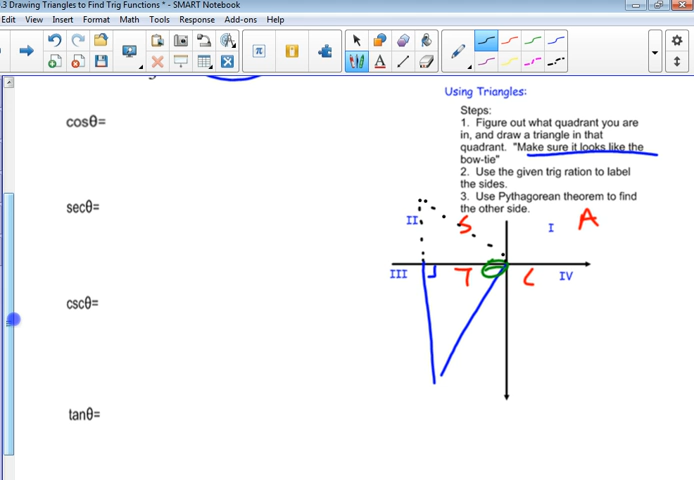 .3 Drawing Triangles to Find Trig Functions * - SMART Notebook
Edit View Insert Format Math Tools Response Add-ons Help
π
A
Using Triangles:
Steps:
1. Figure out what quadrant you are
in, and draw a triangle in that
quadrant. "Make sure it looks like the
bow-tie"
2. Use the given trig ration to label
the sides.
3. Use Pythagorean theorem to find
the other side.
cosθ=
secθ=
cscθ=
tanθ=
II S I A
III T C IV